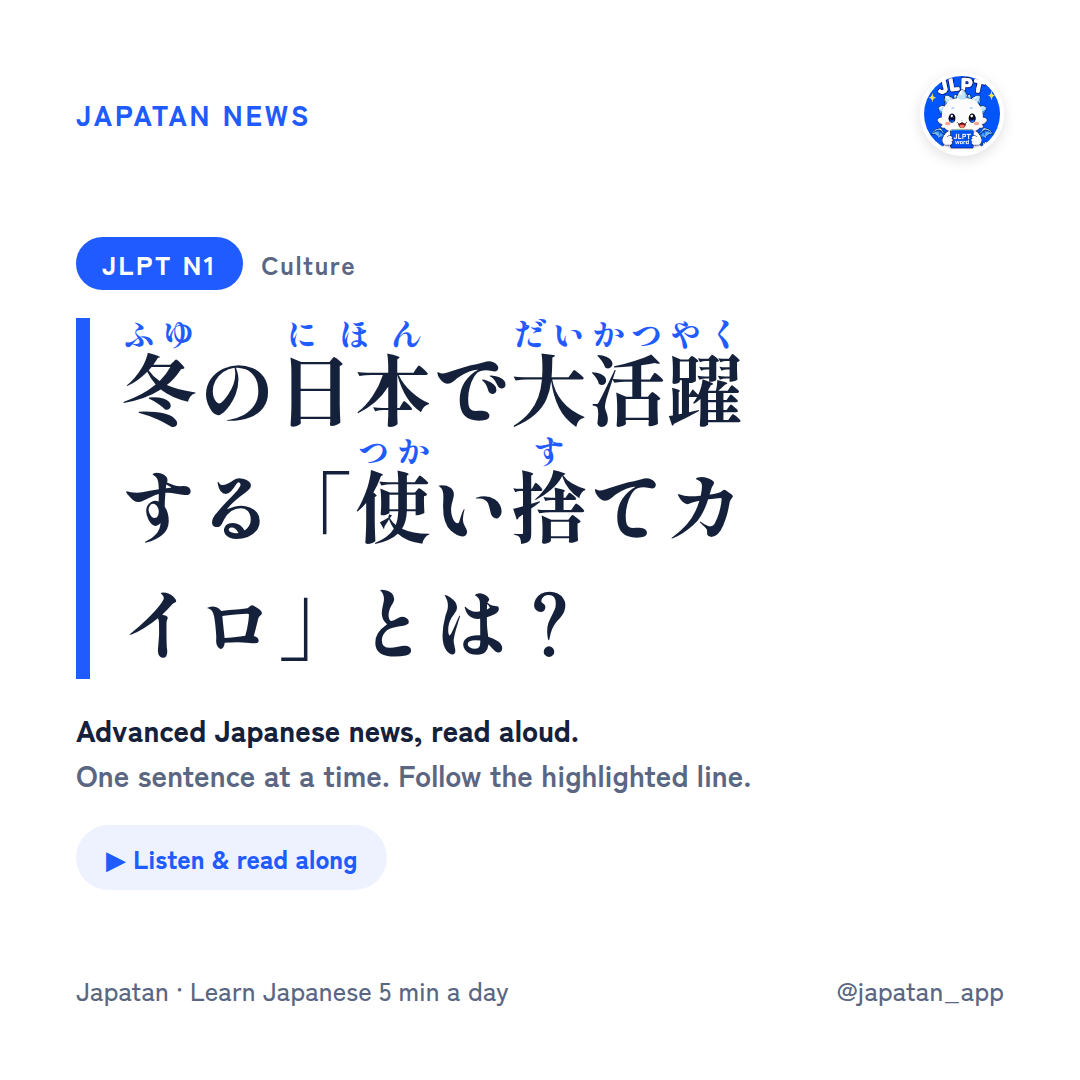 JAPATAN NEWS
JLPT
JLPT
word
JLPT N1 Culture
ふゆ にほん だいかつやく
冬の日本で大活躍
つか す
する「使い捨てカ
イロ」とは？
Advanced Japanese news, read aloud.
One sentence at a time. Follow the highlighted line.
▶ Listen & read along
Japatan · Learn Japanese 5 min a day @japatan_app